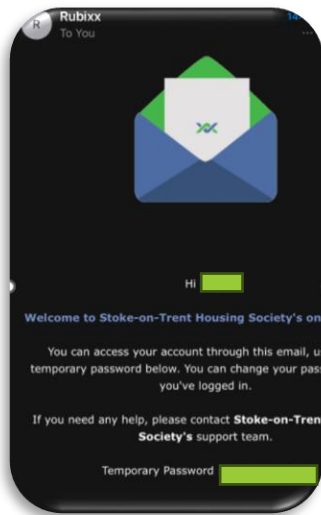 R
Rubixx
To You
Hi
Welcome to Stoke-on-Trent Housing Society's on
You can access your account through this email, u
temporary password below. You can change your pas
you've logged in.
If you need any help, please contact Stoke-on-Tren
Society's support team.
Temporary Password